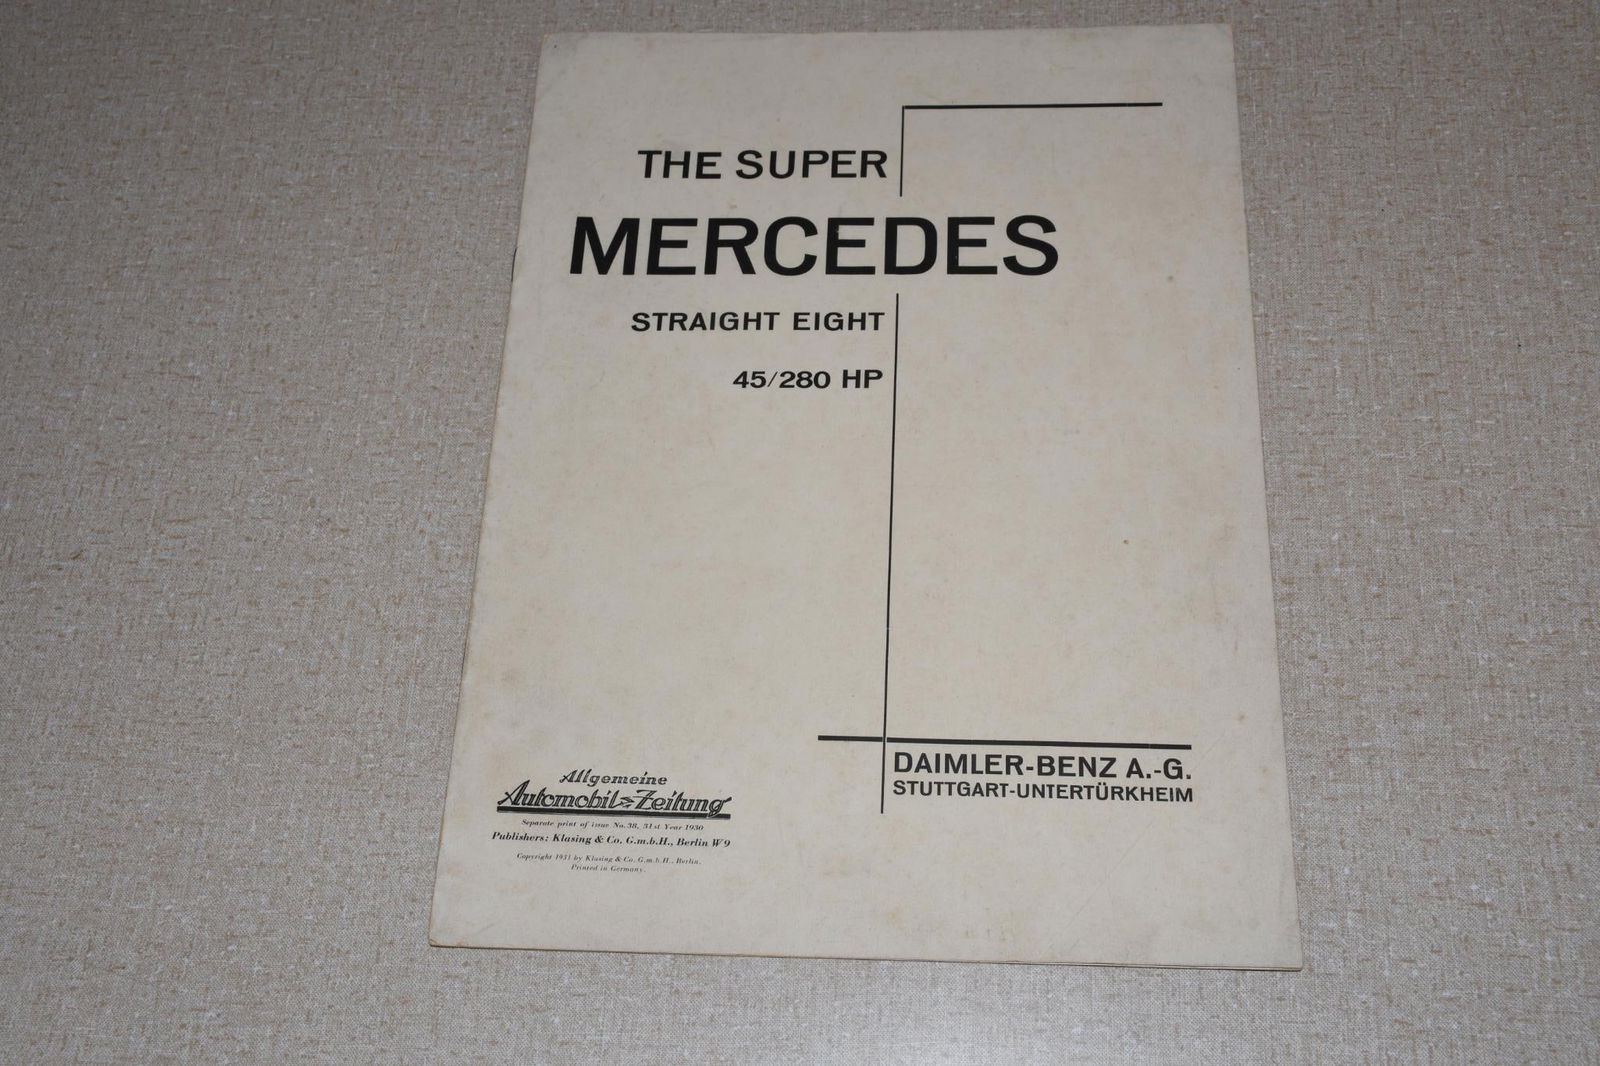 THE SUPER
MERCEDES
STRAIGHT EIGHT
45/280 HP
DAIMLER-BENZ A.-G.
STUTTGART-UNTERTÜRKHEIM
Allgemeine
Automobil-Zeitung
Separate print of issue No. 38, 31st Year 1930
Publishers: Klasing & Co. G.m.b.H., Berlin W9
Copyright 1931 by Klasing & Co. G.m.b.H., Berlin.
Printed in Germany.